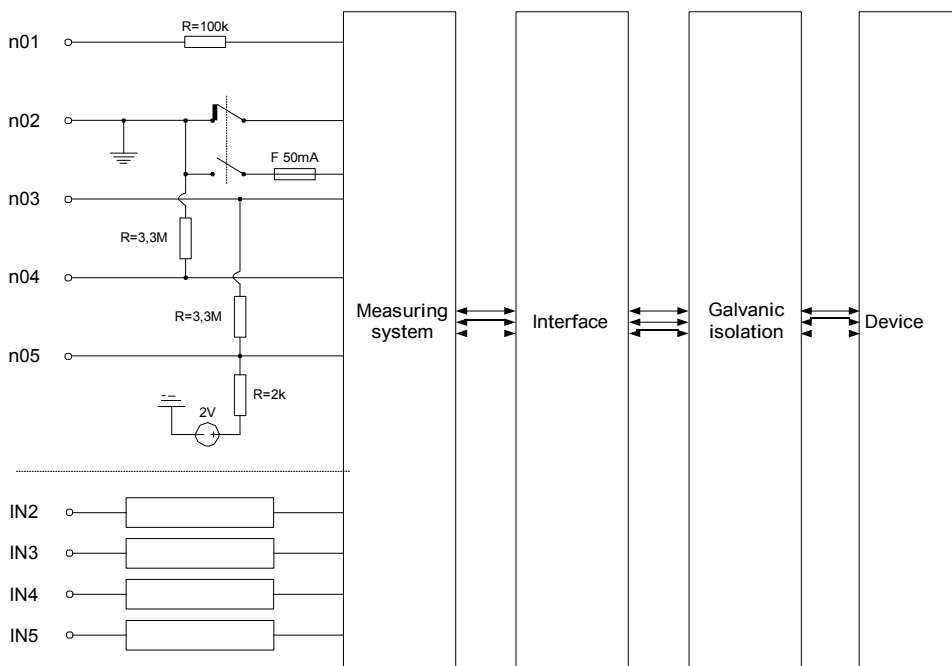 n01
R=100k
n02
F 50mA
n03
R=3,3M
n04
R=3,3M
Measuring
system
Interface
Galvanic
isolation
Device
n05
R=2k
2V
- +
IN2
IN3
IN4
IN5